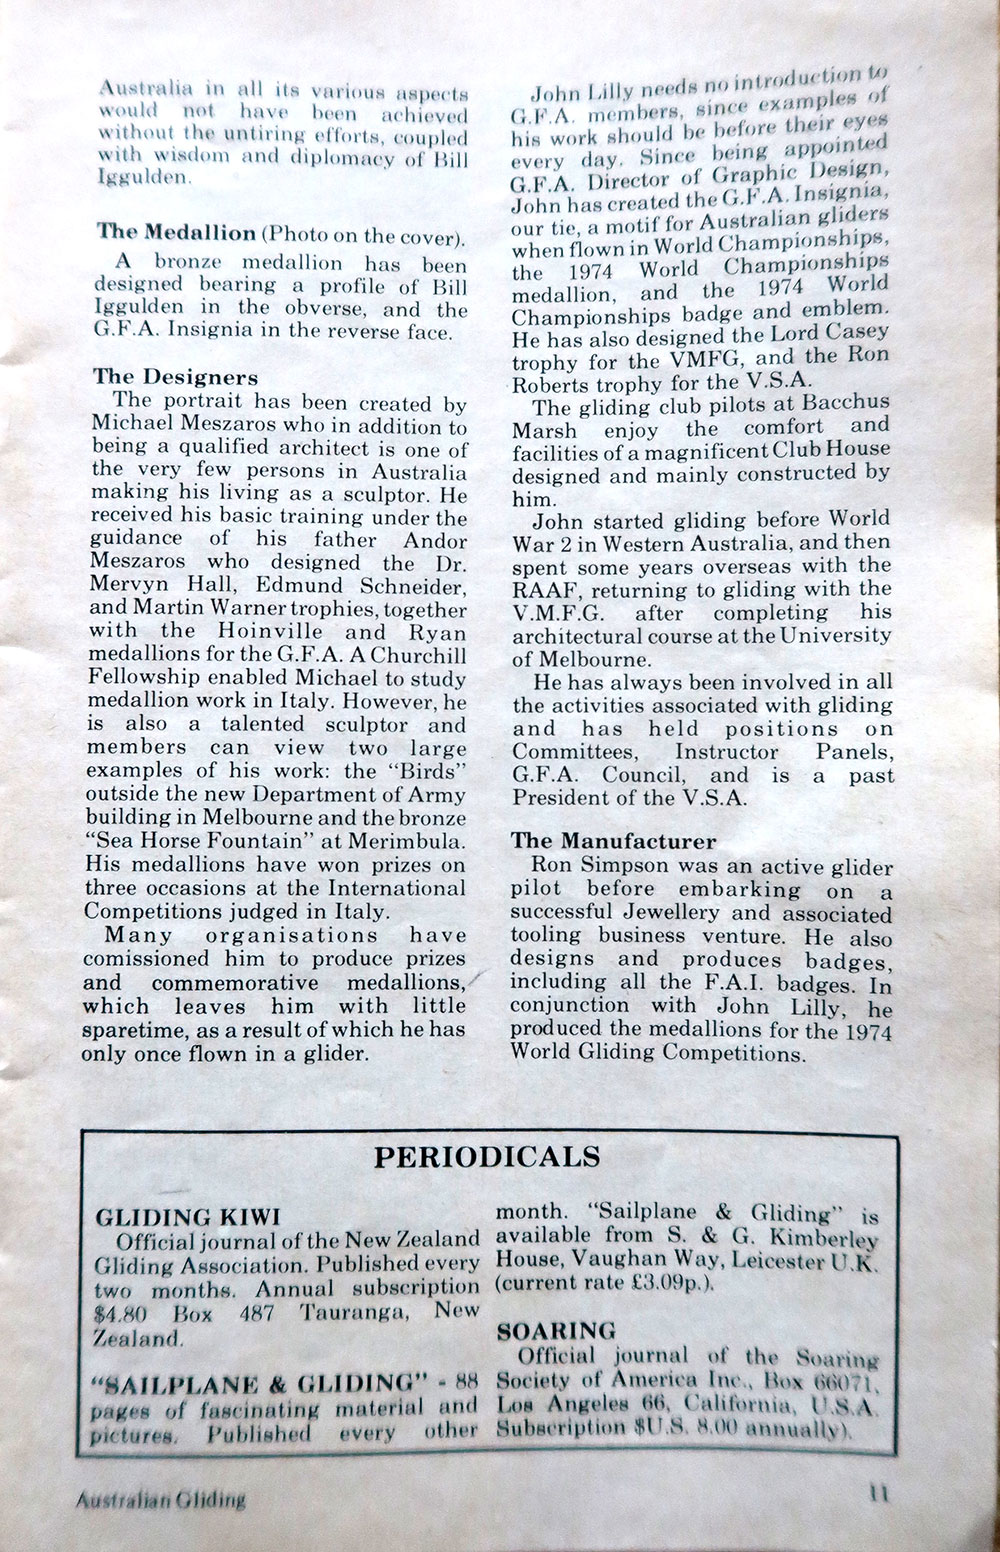 Australia in all its various aspects
would not have been achieved
without the untiring efforts, coupled
with wisdom and diplomacy of Bill
Iggulden.
The Medallion (Photo on the cover).
A bronze medallion has been
designed bearing a profile of Bill
Iggulden in the obverse, and the
G.F.A. Insignia in the reverse face.
The Designers
The portrait has been created by
Michael Meszaros who in addition to
being a qualified architect is one of
the very few persons in Australia
making his living as a sculptor. He
received his basic training under the
guidance of his father Andor
Meszaros who designed the Dr.
Mervyn Hall, Edmund Schneider,
and Martin Warner trophies, together
with the Hoinville and Ryan
medallions for the G.F.A. A Churchill
Fellowship enabled Michael to study
medallion work in Italy. However, he
is also a talented sculptor and
members can view two large
examples of his work: the "Birds"
outside the new Department of Army
building in Melbourne and the bronze
"Sea Horse Fountain" at Merimbula.
His medallions have won prizes on
three occasions at the International
Competitions judged in Italy.
Many organisations have
comissioned him to produce prizes
and commemorative medallions,
which leaves him with little
sparetime, as a result of which he has
only once flown in a glider.
John Lilly needs no introduction to
G.F.A. members, since examples of
his work should be before their eyes
every day. Since being appointed
G.F.A. Director of Graphic Design,
John has created the G.F.A. Insignia,
our tie, a motif for Australian gliders
when flown in World Championships,
the 1974 World Championships
medallion, and the 1974 World
Championships badge and emblem.
He has also designed the Lord Casey
trophy for the VMFG, and the Ron
Roberts trophy for the V.S.A.
The gliding club pilots at Bacchus
Marsh enjoy the comfort and
facilities of a magnificent Club House
designed and mainly constructed by
him.
John started gliding before World
War 2 in Western Australia, and then
spent some years overseas with the
RAAF, returning to gliding with the
V.M.F.G. after completing his
architectural course at the University
of Melbourne.
He has always been involved in all
the activities associated with gliding
and has held positions on
Committees, Instructor Panels,
G.F.A. Council, and is a past
President of the V.S.A.
The Manufacturer
Ron Simpson was an active glider
pilot before embarking on a
successful Jewellery and associated
tooling business venture. He also
designs and produces badges,
including all the F.A.I. badges. In
conjunction with John Lilly, he
produced the medallions for the 1974
World Gliding Competitions.
PERIODICALS
GLIDING KIWI
Official journal of the New Zealand
Gliding Association. Published every
two months. Annual subscription
$4.80 Box 487 Tauranga, New
Zealand.
"SAILPLANE & GLIDING" - 88
pages of fascinating material and
pictures. Published every other
month. "Sailplane & Gliding" is
available from S. & G. Kimberley
House, Vaughan Way, Leicester U.K.
(current rate £3.09p.).
SOARING
Official journal of the Soaring
Society of America Inc., Box 66071,
Los Angeles 66, California, U.S.A.
Subscription $U.S. 8.00 annually).
Australian Gliding
11